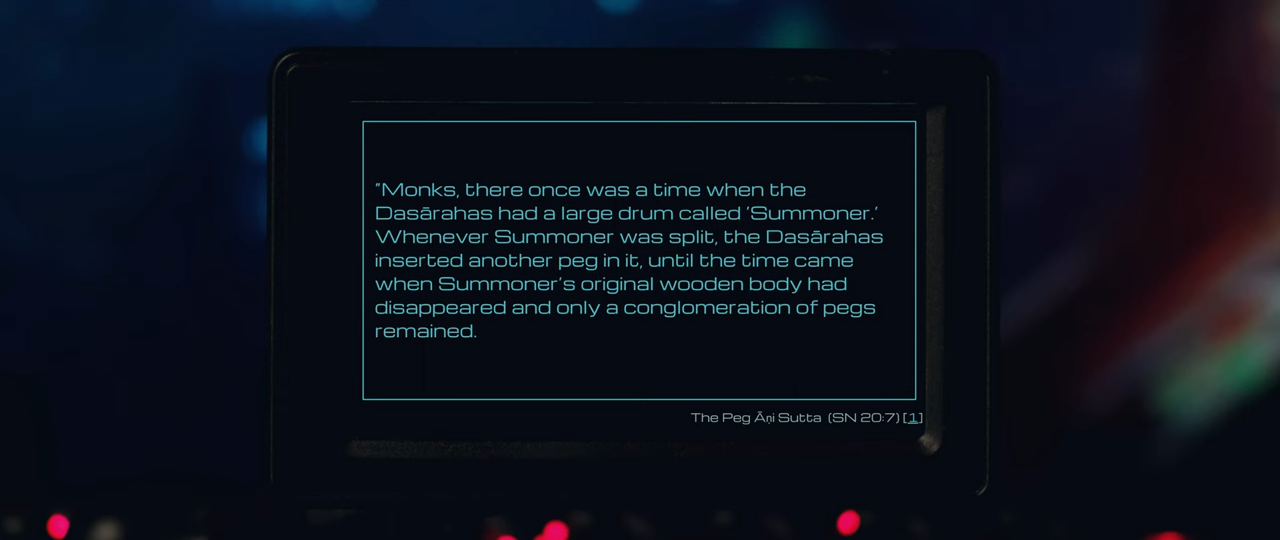 "Monks, there once was a time when the
Dasārahas had a large drum called ‘Summoner.’
Whenever Summoner was split, the Dasārahas
inserted another peg in it, until the time came
when Summoner's original wooden body had
disappeared and only a conglomeration of pegs
remained.
The Peg Āṇi Sutta (SN 20:7) [1]